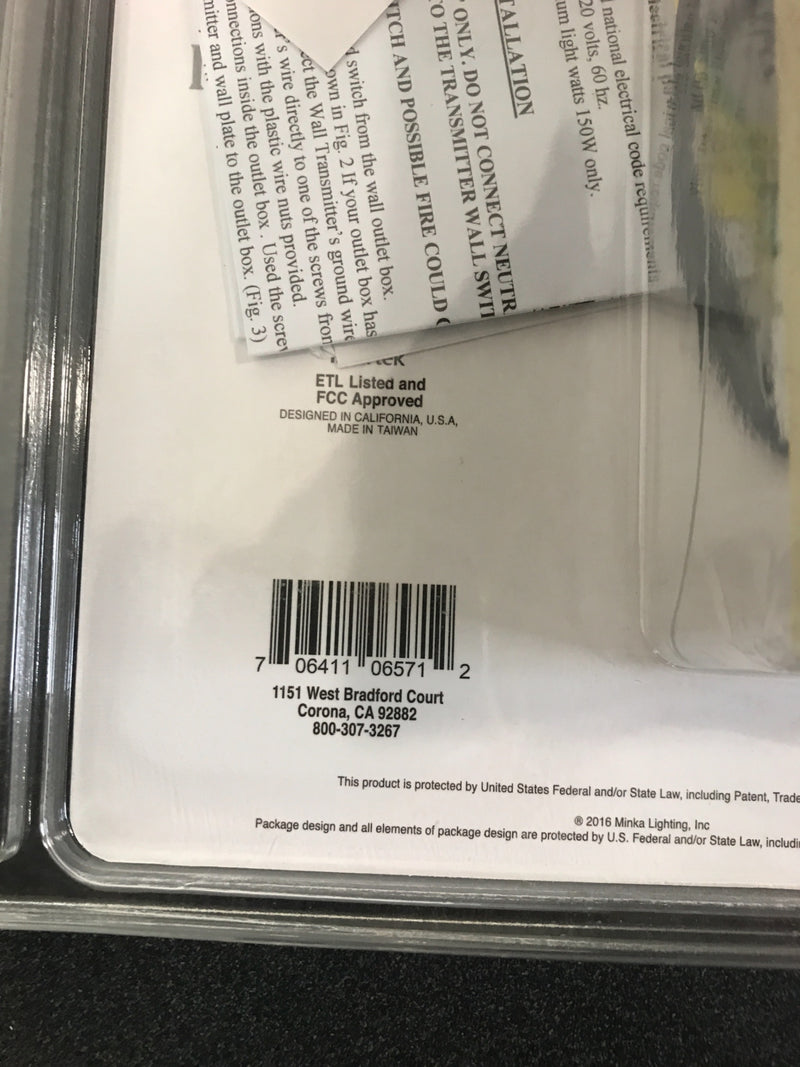 l national electrical code requirements
20 volts, 60 hz.
um light watts 150W only.
TALLATION
ONLY. DO NOT CONNECT NEUTR
O THE TRANSMITTER WALL SWIT
TCH AND POSSIBLE FIRE COULD
d switch from the wall outlet box.
own in Fig. 2 If your outlet box has
ct the Wall Transmitter's ground wire
r's wire directly to one of the screws from
ons with the plastic wire nuts provided.
onnections inside the outlet box . Used the screw
mitter and wall plate to the outlet box. (Fig. 3)
ETL Listed and
FCC Approved
DESIGNED IN CALIFORNIA, U.S.A,
MADE IN TAIWAN
7 06411 06571 2
1151 West Bradford Court
Corona, CA 92882
800-307-3267
This product is protected by United States Federal and/or State Law, including Patent, Trade
® 2016 Minka Lighting, Inc
Package design and all elements of package design are protected by U.S. Federal and/or State Law, includi